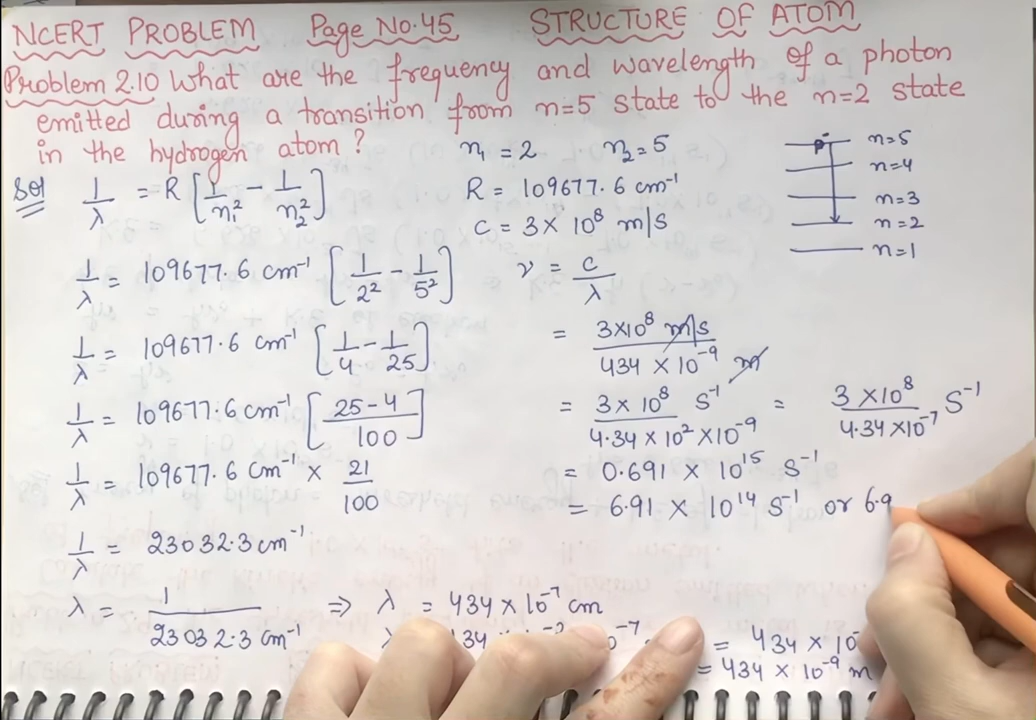 NCERT PROBLEM Page No.45 STRUCTURE OF ATOM
Problem 2.10 What are the frequency and wavelength of a photon
emitted during a transition from n=5 state to the n=2 state
in the hydrogen atom?
n₁ = 2 n₂ = 5
Sol 1/λ = R [1/n₁² - 1/n₂²]
R = 109677.6 cm⁻¹
C = 3 × 10⁸ m/s
n=5
n=4
n=3
n=2
n=1
1/λ = 109677.6 cm⁻¹ [1/2² - 1/5²]
1/λ = 109677.6 cm⁻¹ [1/4 - 1/25]
1/λ = 109677.6 cm⁻¹ [25-4/100]
1/λ = 109677.6 cm⁻¹ × 21/100
1/λ = 23032.3 cm⁻¹
λ = 1/23032.3 cm⁻¹ ⇒ λ = 434 × 10⁻⁷ cm
= 434 × 10
= 434 × 10⁻⁹ m
ν = c/λ
= 3×10⁸ m/s / 434 × 10⁻⁹ m
= 3 × 10⁸ S⁻¹ / 4.34 × 10² × 10⁻⁹ = 3 × 10⁸ / 4.34 × 10⁻⁷ S⁻¹
= 0.691 × 10¹⁵ S⁻¹
= 6.91 × 10¹⁴ S⁻¹ or 6.9